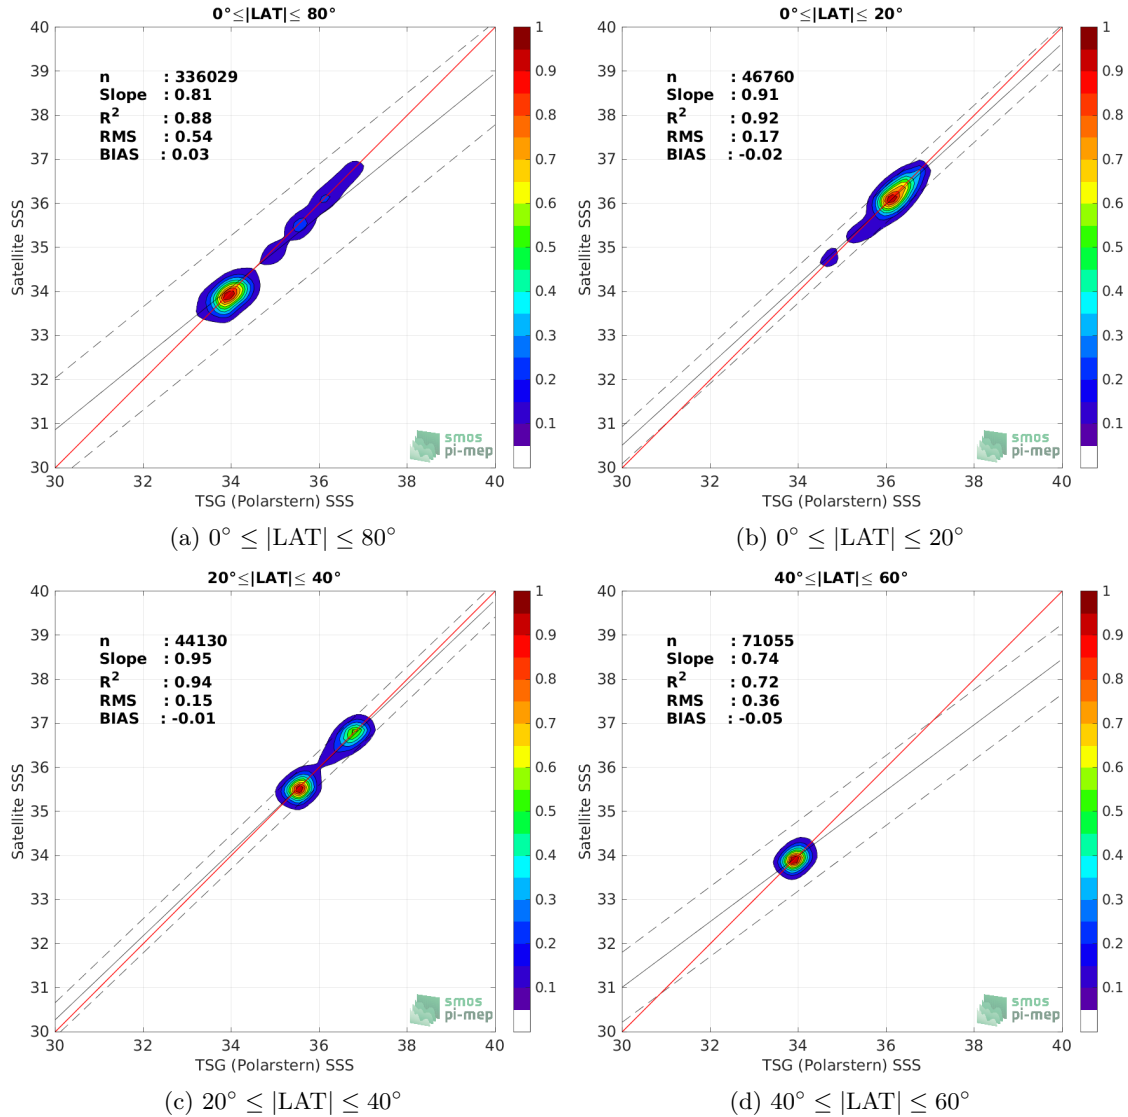 0°≤|LAT|≤ 80°
n : 336029
Slope : 0.81
R² : 0.88
RMS : 0.54
BIAS : 0.03
40
39
38
37
36
35
34
33
32
31
30
30 32 34 36 38 40
Satellite SSS
TSG (Polarstern) SSS
1
0.9
0.8
0.7
0.6
0.5
0.4
0.3
0.2
0.1
smos
pi-mep
(a) 0° ≤ |LAT| ≤ 80°
0°≤|LAT|≤ 20°
n : 46760
Slope : 0.91
R² : 0.92
RMS : 0.17
BIAS : -0.02
40
39
38
37
36
35
34
33
32
31
30
30 32 34 36 38 40
Satellite SSS
TSG (Polarstern) SSS
1
0.9
0.8
0.7
0.6
0.5
0.4
0.3
0.2
0.1
smos
pi-mep
(b) 0° ≤ |LAT| ≤ 20°
20°≤|LAT|≤ 40°
n : 44130
Slope : 0.95
R² : 0.94
RMS : 0.15
BIAS : -0.01
40
39
38
37
36
35
34
33
32
31
30
30 32 34 36 38 40
Satellite SSS
TSG (Polarstern) SSS
1
0.9
0.8
0.7
0.6
0.5
0.4
0.3
0.2
0.1
smos
pi-mep
(c) 20° ≤ |LAT| ≤ 40°
40°≤|LAT|≤ 60°
n : 71055
Slope : 0.74
R² : 0.72
RMS : 0.36
BIAS : -0.05
40
39
38
37
36
35
34
33
32
31
30
30 32 34 36 38 40
Satellite SSS
TSG (Polarstern) SSS
1
0.9
0.8
0.7
0.6
0.5
0.4
0.3
0.2
0.1
smos
pi-mep
(d) 40° ≤ |LAT| ≤ 60°